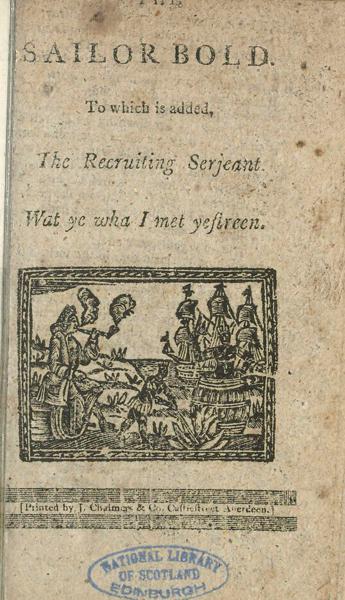 THE
SAILOR BOLD.
To which is added,
The Recruiting Serjeant.
Wat ye wha I met yeſtreen.
[Printed by J. Chalmers & Co. Caſtleſtreet Aberdeen.]
NATIONAL LIBRARY
OF SCOTLAND
EDINBURGH